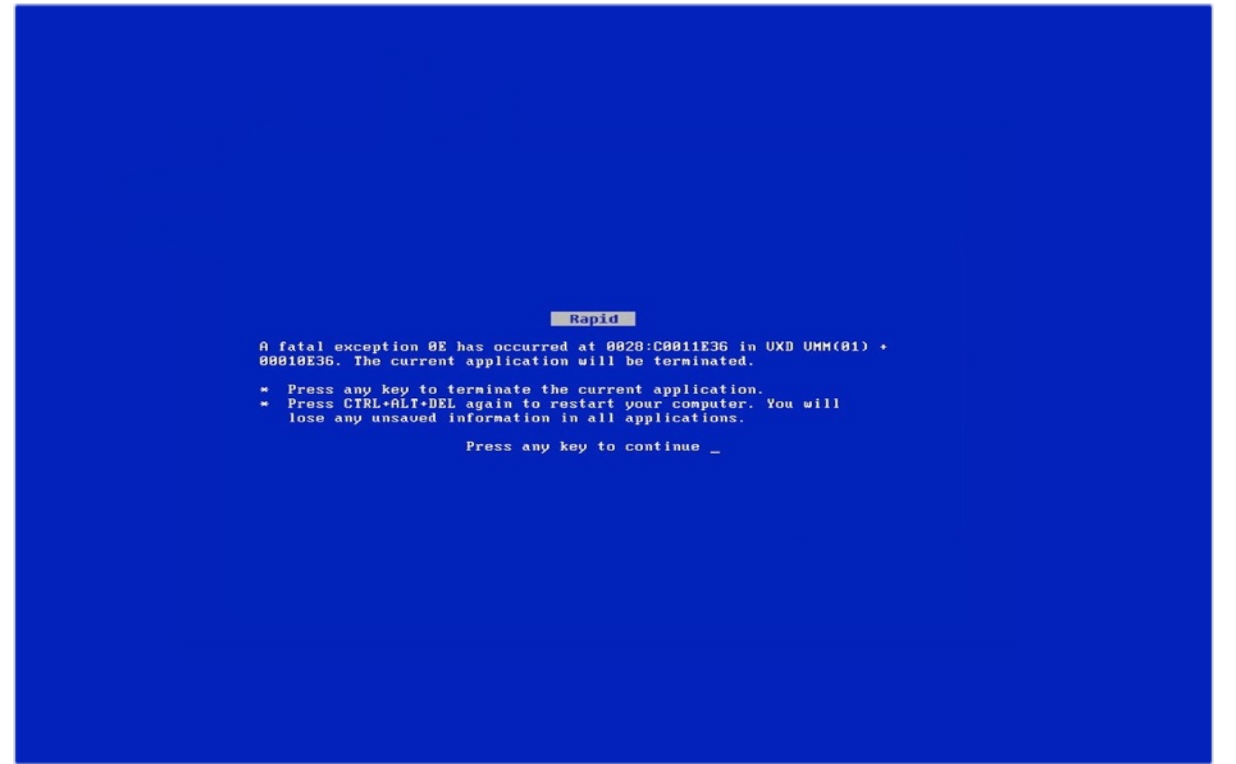 Rapid
A fatal exception 0E has occurred at 0028:C0011E36 in UXD UMM(01) +
00010E36. The current application will be terminated.
* Press any key to terminate the current application.
* Press CTRL+ALT+DEL again to restart your computer. You will
lose any unsaved information in all applications.
Press any key to continue _